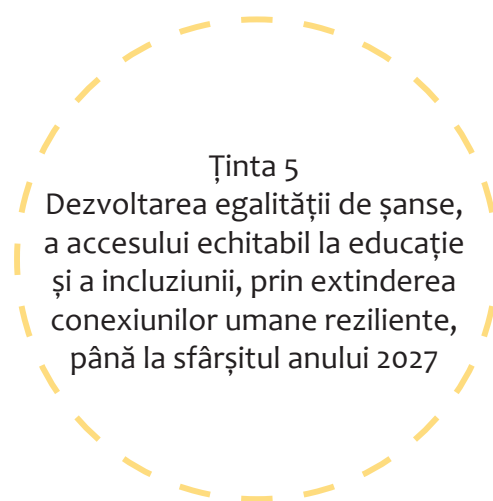 Ținta 5
Dezvoltarea egalității de șanse,
a accesului echitabil la educație
și a incluziunii, prin extinderea
conexiunilor umane reziliente,
până la sfârșitul anului 2027